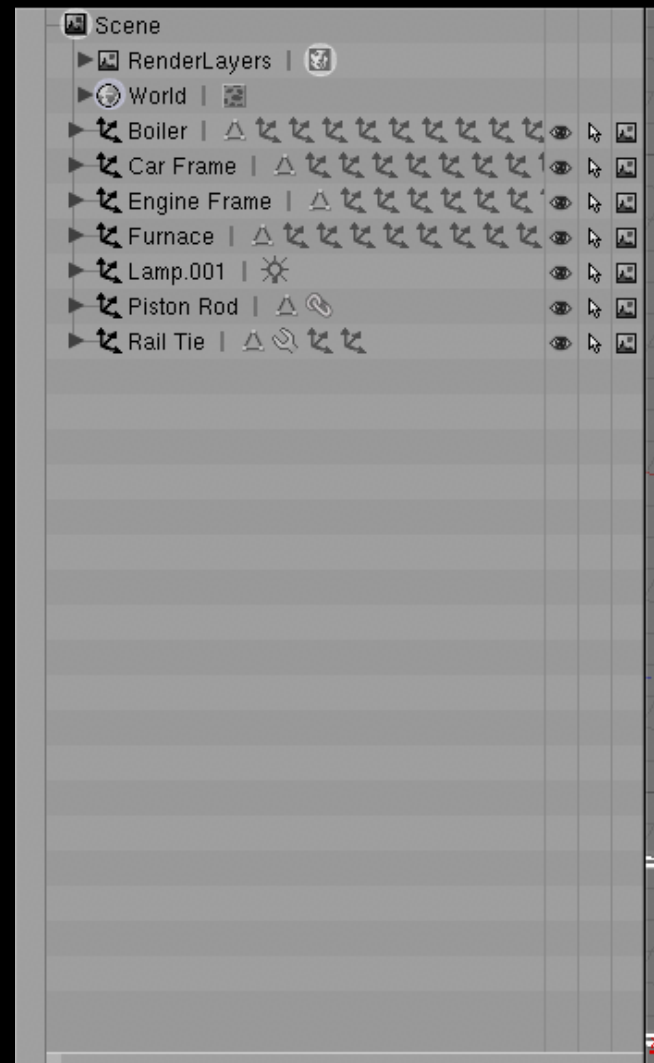 Scene
RenderLayers |
World |
Boiler |
Car Frame |
Engine Frame |
Furnace |
Lamp.001 |
Piston Rod |
Rail Tie |